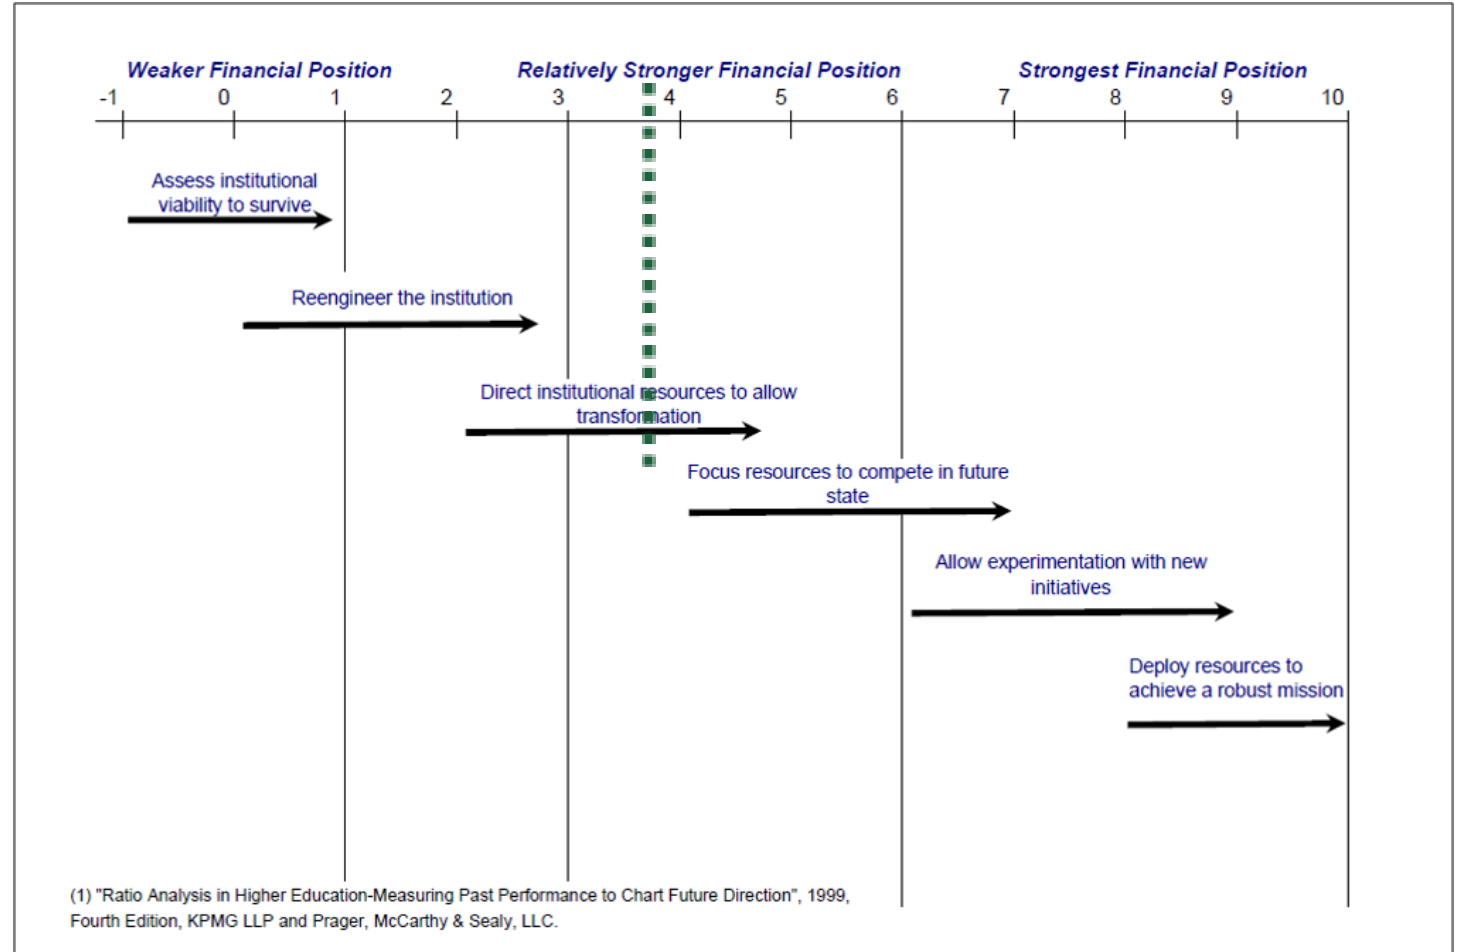 Weaker Financial Position
Relatively Stronger Financial Position
Strongest Financial Position
-1 0 1 2 3 4 5 6 7 8 9 10
Assess institutional
viability to survive
Reengineer the institution
Direct institutional resources to allow
transformation
Focus resources to compete in future
state
Allow experimentation with new
initiatives
Deploy resources to
achieve a robust mission
(1) "Ratio Analysis in Higher Education-Measuring Past Performance to Chart Future Direction", 1999,
Fourth Edition, KPMG LLP and Prager, McCarthy & Sealy, LLC.